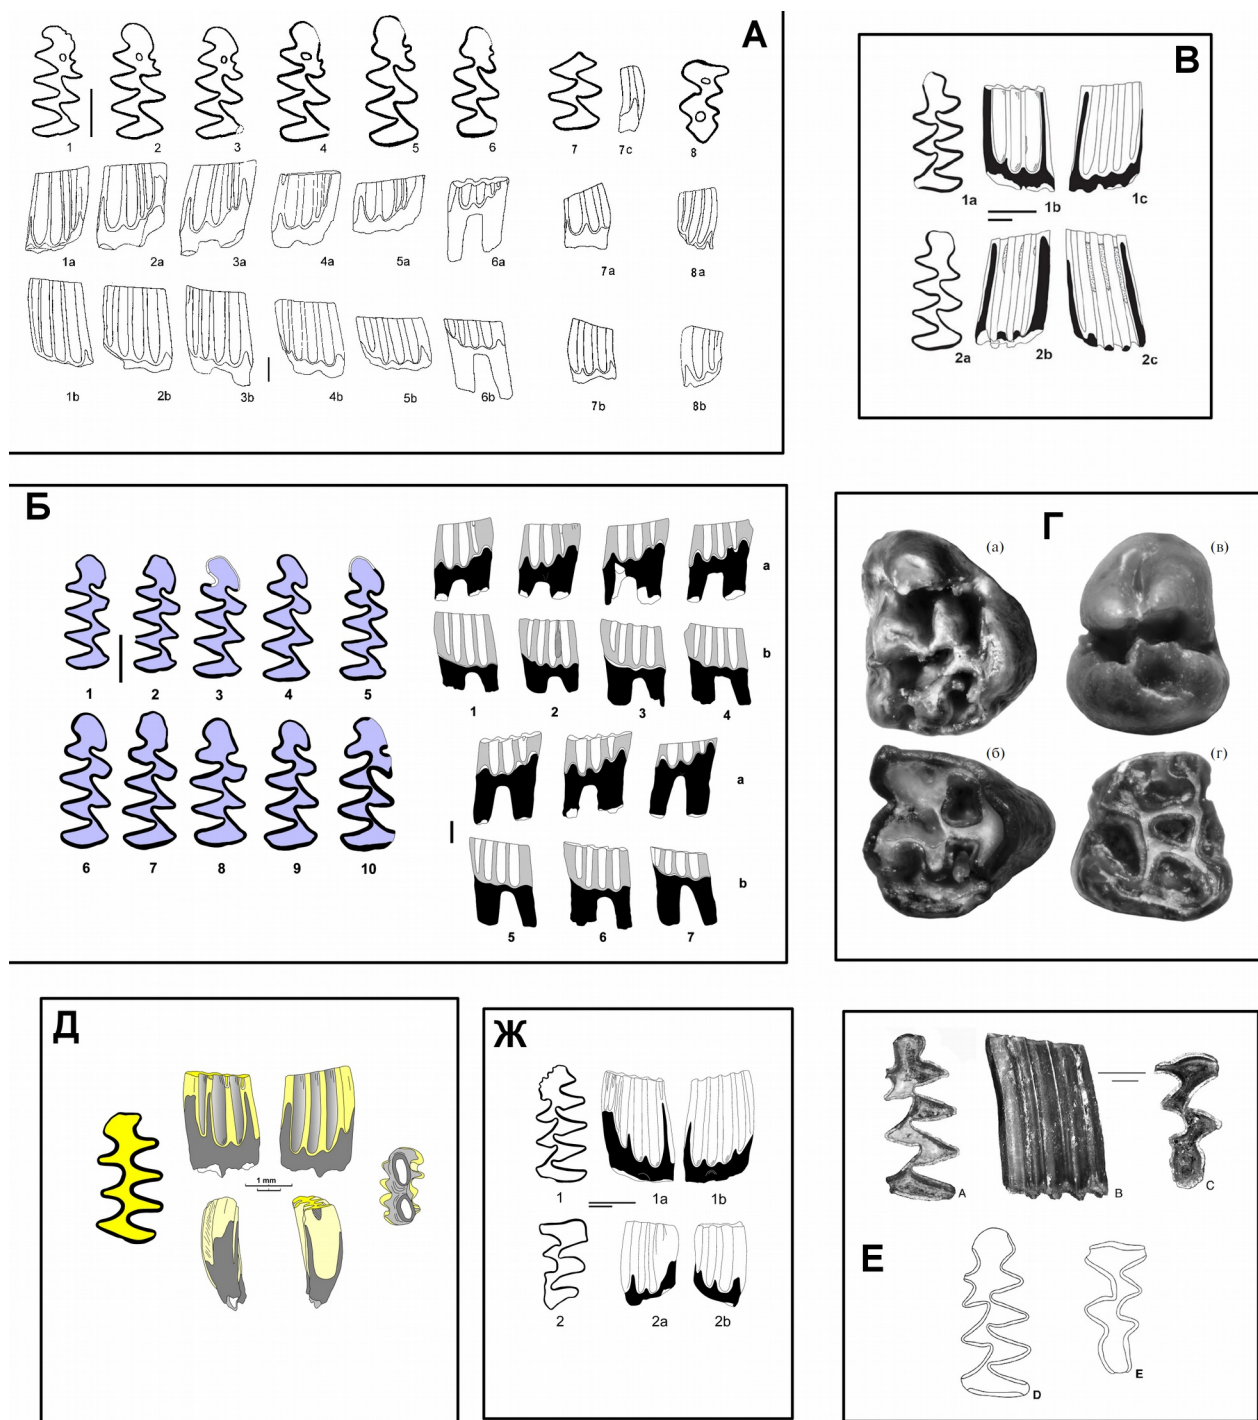 А
1 2 3 4 5 6 7 7c 8
1a 2a 3a 4a 5a 6a 7a 8a
1b 2b 3b 4b 5b 6b 7b 8b
В
1a 1b 1c
2a 2b 2c
Б
1 2 3 4 5
6 7 8 9 10
a
b
1 2 3 4
a
b
5 6 7
Г
(а) (в)
(б) (г)
Д
1 mm
Ж
1 1a 1b
2 2a 2b
Е
A B C
D E